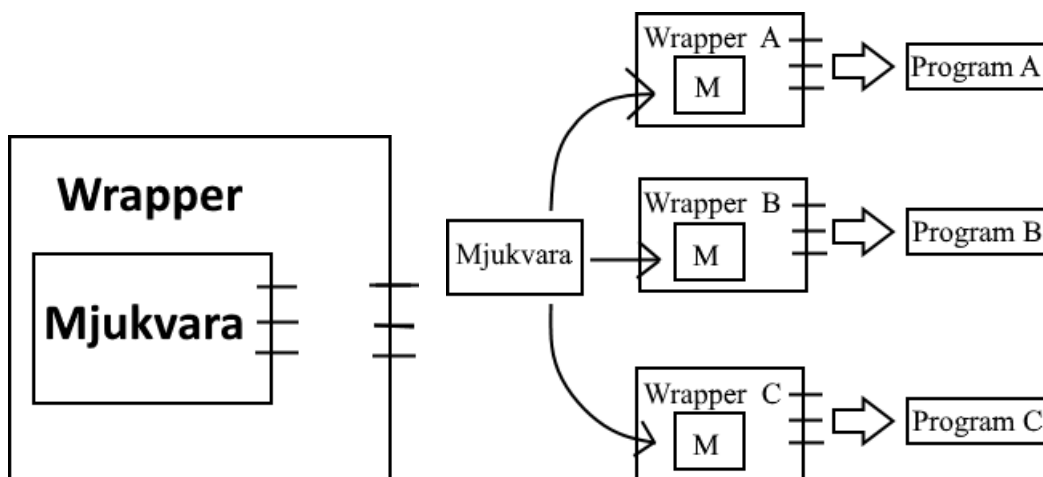 Wrapper
Mjukvara
Mjukvara
Wrapper A
M
Program A
Wrapper B
M
Program B
Wrapper C
M
Program C